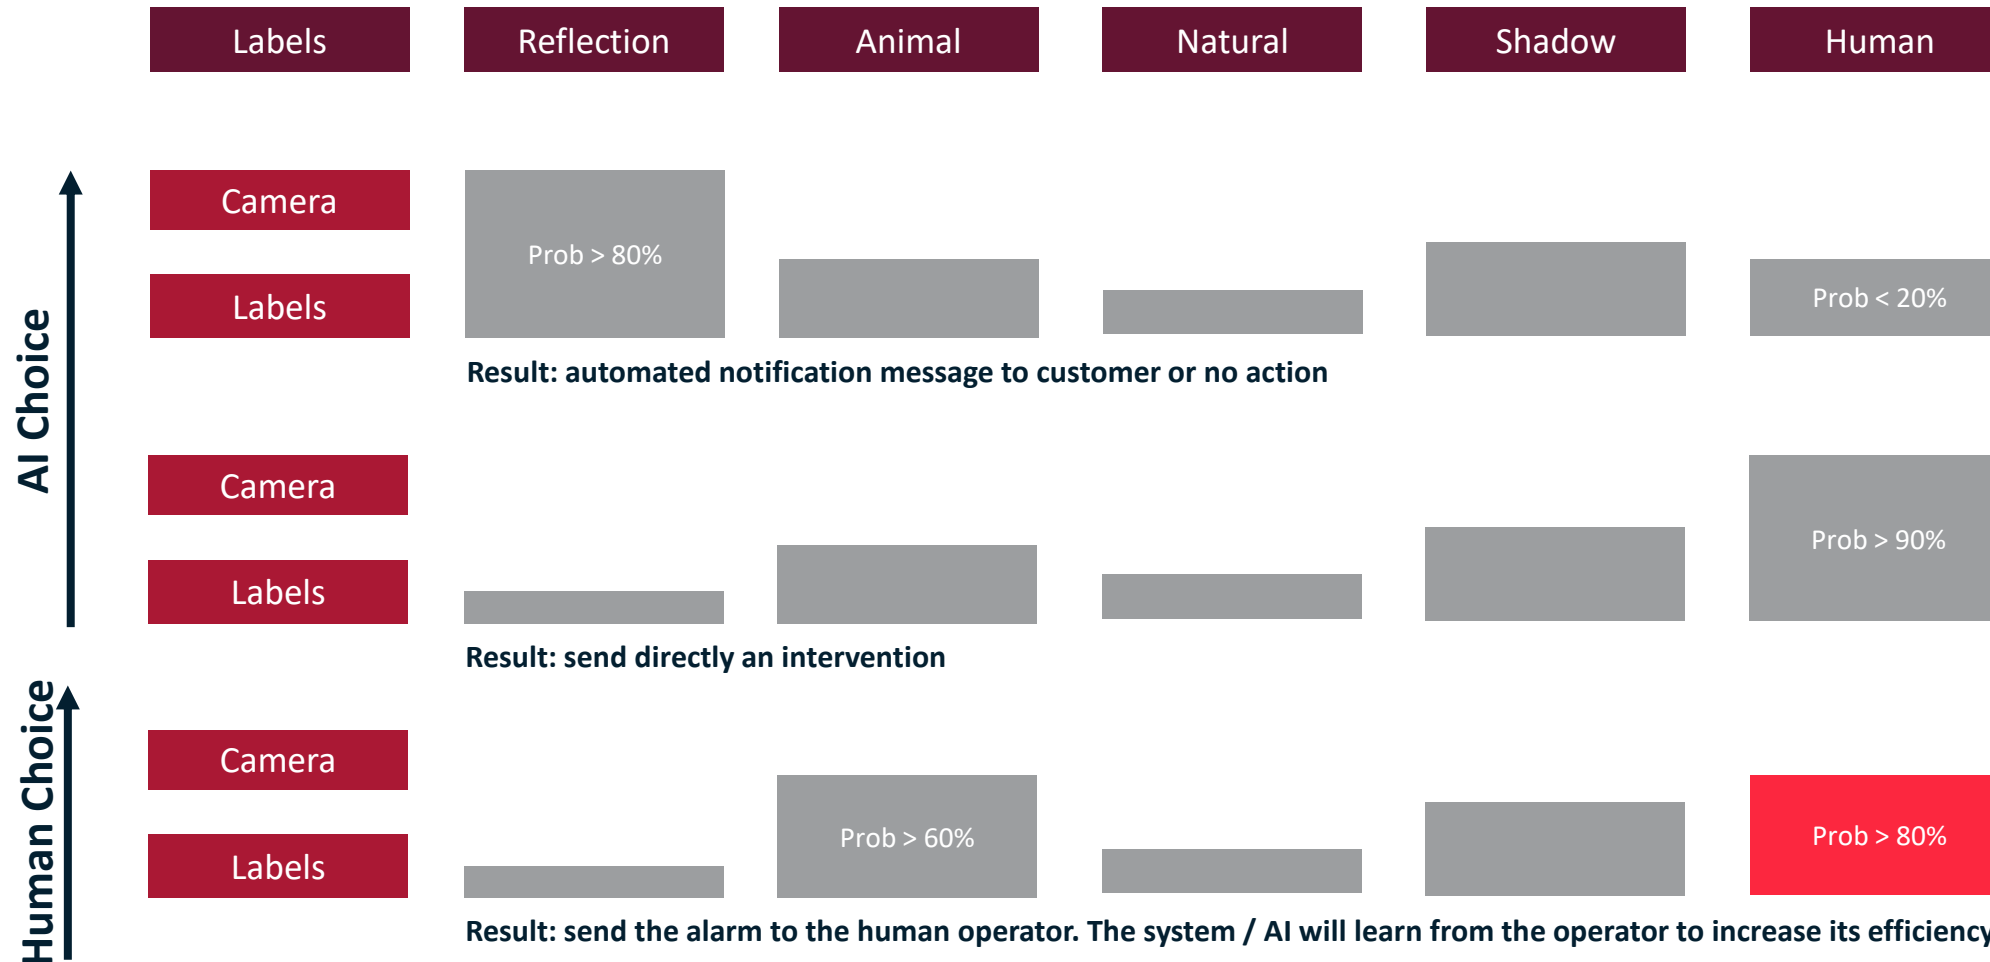 Labels
Reflection
Animal
Natural
Shadow
Human
AI Choice
Camera
Labels
Prob > 80%
Prob < 20%
Result: automated notification message to customer or no action
Camera
Labels
Prob > 90%
Result: send directly an intervention
Human Choice
Camera
Labels
Prob > 60%
Prob > 80%
Result: send the alarm to the human operator. The system / AI will learn from the operator to increase its efficiency